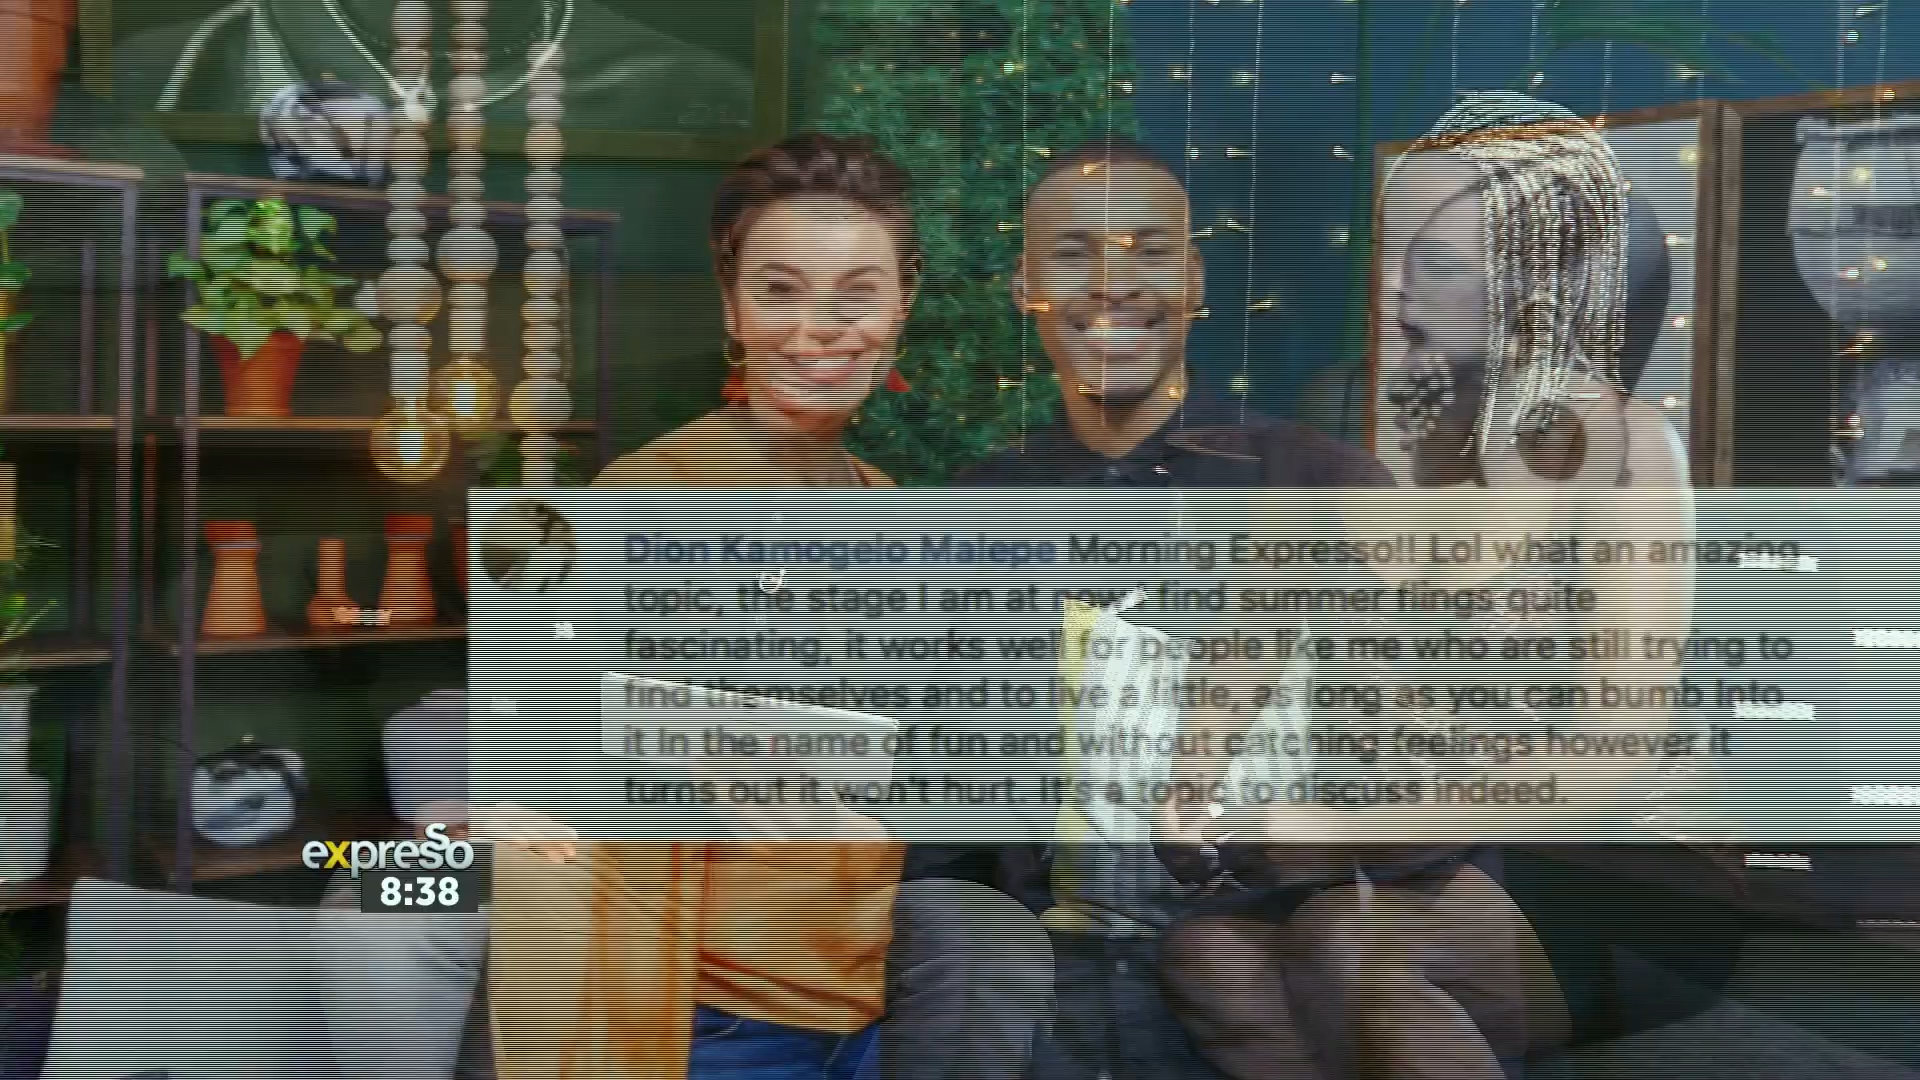 Dion Kamogelo Malepe Morning Expresso!! Lol what an amazing
topic, the stage I am at now I find summer flings quite
fascinating, it works well for people like me who are still trying to
find themselves and to live a little, as long as you can bumb Into
it In the name of fun and without catching feelings however it
turns out it won't hurt. It's a topic to discuss indeed.
expresso
8:38